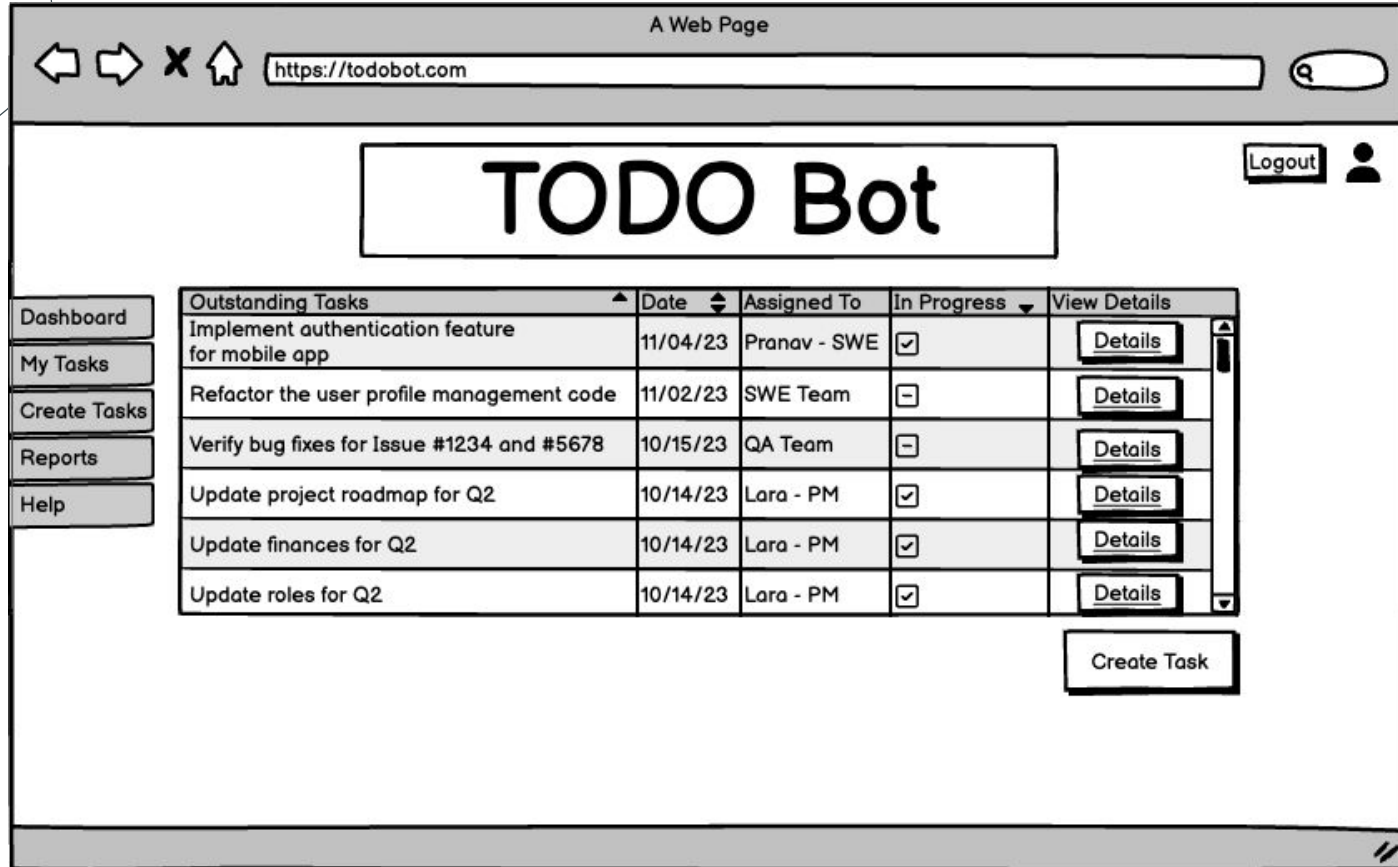 A Web Page
https://todobot.com
TODO Bot
Logout
Dashboard
My Tasks
Create Tasks
Reports
Help
Outstanding Tasks Date Assigned To In Progress View Details
Implement authentication feature
for mobile app 11/04/23 Pranav - SWE Details
Refactor the user profile management code 11/02/23 SWE Team Details
Verify bug fixes for Issue #1234 and #5678 10/15/23 QA Team Details
Update project roadmap for Q2 10/14/23 Lara - PM Details
Update finances for Q2 10/14/23 Lara - PM Details
Update roles for Q2 10/14/23 Lara - PM Details
Create Task